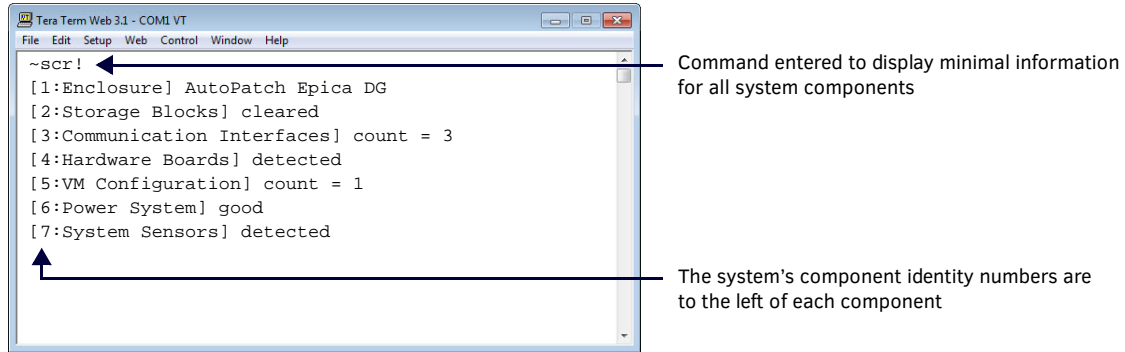 Tera Term Web 3.1 - COM1 VT
File Edit Setup Web Control Window Help
~scr!
[1:Enclosure] AutoPatch Epica DG
[2:Storage Blocks] cleared
[3:Communication Interfaces] count = 3
[4:Hardware Boards] detected
[5:VM Configuration] count = 1
[6:Power System] good
[7:System Sensors] detected
Command entered to display minimal information
for all system components
The system’s component identity numbers are
to the left of each component